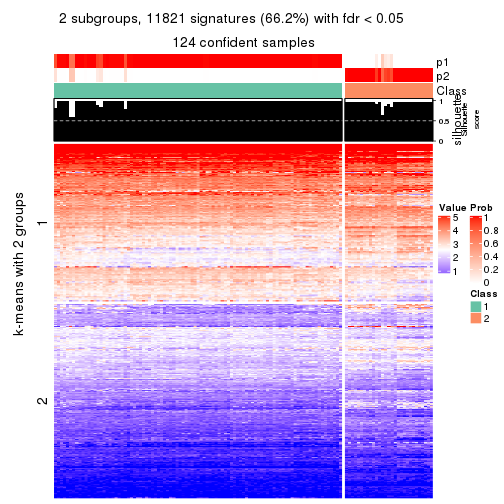 2 subgroups, 11821 signatures (66.2%) with fdr < 0.05
124 confident samples
p1
p2
Class
silhouette
Silhouette
score
1
0.5
0
k-means with 2 groups
1
2
Value
5
4
3
2
1
Prob
1
0.8
0.6
0.4
0.2
0
Class
1
2